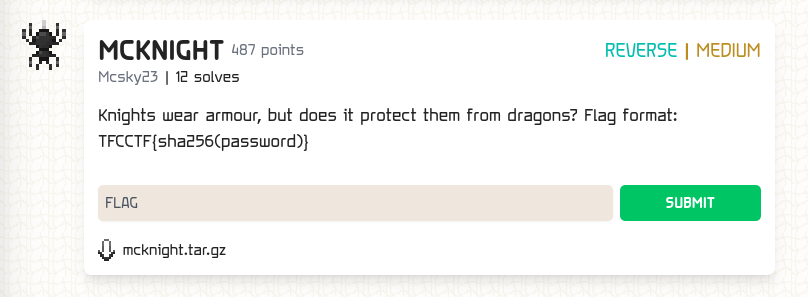 MCKNIGHT 487 points REVERSE | MEDIUM
Mcsky23 | 12 solves
Knights wear armour, but does it protect them from dragons? Flag format:
TFCCTF{sha256(password)}
FLAG SUBMIT
mcknight.tar.gz